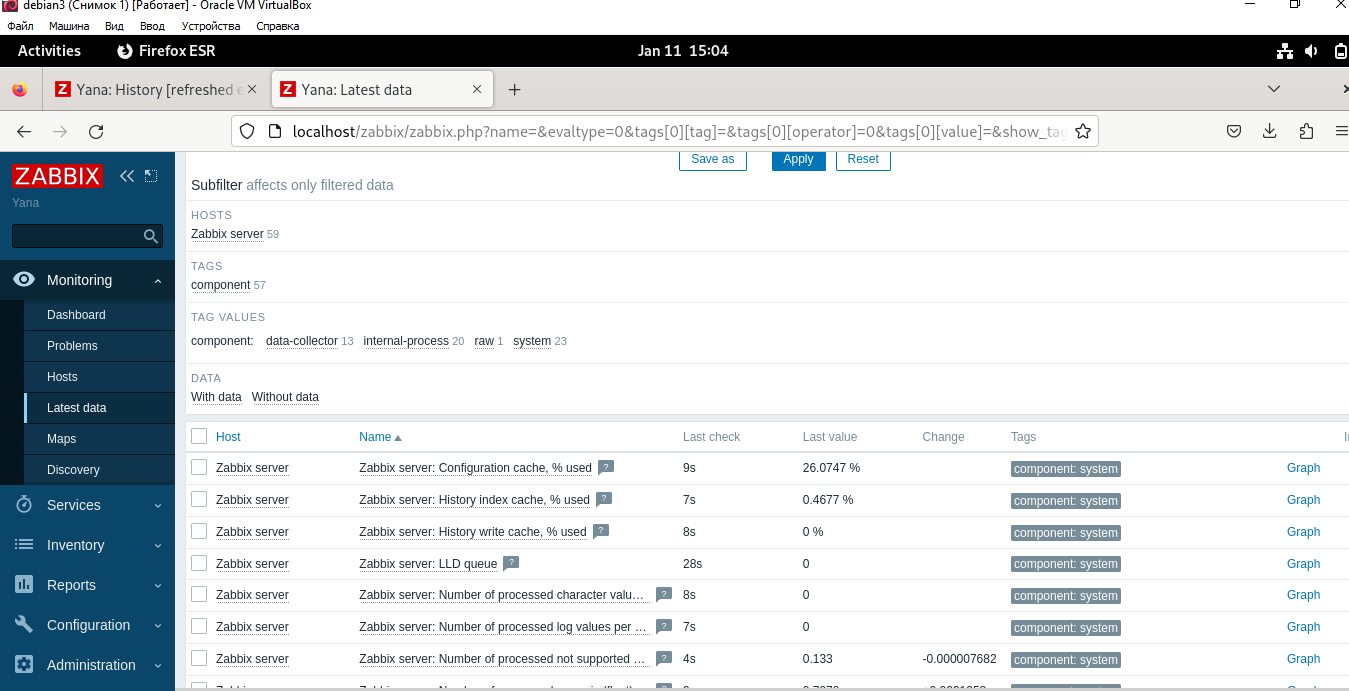 debian3 (Снимок 1) [Работает] - Oracle VM VirtualBox
Файл Машина Вид Ввод Устройства Справка
Activities Firefox ESR Jan 11 15:04
Yana: History [refreshed e Yana: Latest data
localhost/zabbix/zabbix.php?name=&evaltype=0&tags[0][tag]=&tags[0][operator]=0&tags[0][value]=&show_tag
ZABBIX
Yana
Monitoring
Dashboard
Problems
Hosts
Latest data
Maps
Discovery
Services
Inventory
Reports
Configuration
Administration
Save as Apply Reset
Subfilter affects only filtered data
HOSTS
Zabbix server 59
TAGS
component 57
TAG VALUES
component: data-collector 13 internal-process 20 raw 1 system 23
DATA
With data Without data
Host Name Last check Last value Change Tags
Zabbix server Zabbix server: Configuration cache, % used ? 9s 26.0747 % component: system Graph
Zabbix server Zabbix server: History index cache, % used ? 7s 0.4677 % component: system Graph
Zabbix server Zabbix server: History write cache, % used ? 8s 0 % component: system Graph
Zabbix server Zabbix server: LLD queue ? 28s 0 component: system Graph
Zabbix server Zabbix server: Number of processed character valu... ? 8s 0 component: system Graph
Zabbix server Zabbix server: Number of processed log values per ... ? 7s 0 component: system Graph
Zabbix server Zabbix server: Number of processed not supported ... ? 4s 0.133 -0.000007682 component: system Graph